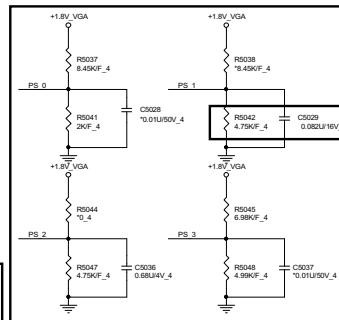 +1.8V_VGA
R5037
8.45K/F_4
PS_0
R5041
2K/F_4
C5028
*0.01U/50V_4
+1.8V_VGA
R5038
*8.45K/F_4
PS_1
R5042
4.75K/F_4
C5029
0.082U/16V_
+1.8V_VGA
R5044
*0_4
PS_2
R5047
4.75K/F_4
C5036
0.68U/4V_4
+1.8V_VGA
R5045
6.98K/F_4
PS_3
R5048
4.99K/F_4
C5037
*0.01U/50V_4